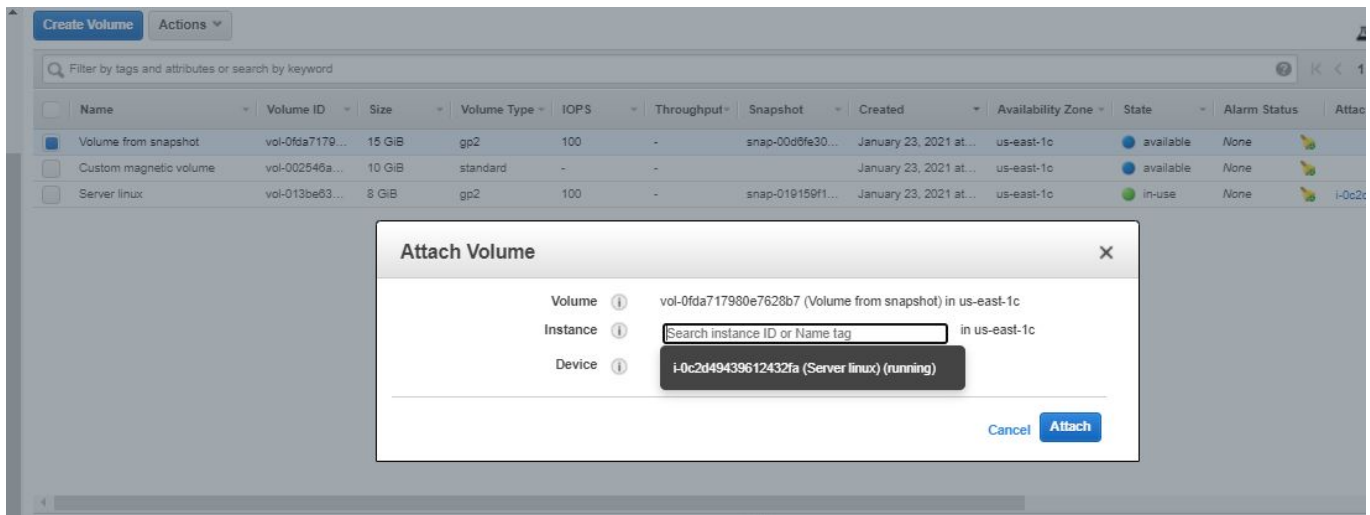 Create Volume Actions
Filter by tags and attributes or search by keyword
Name Volume ID Size Volume Type IOPS Throughput Snapshot Created Availability Zone State Alarm Status Attac
Volume from snapshot vol-0fda7179... 15 GiB gp2 100 - snap-00d6fe30... January 23, 2021 at... us-east-1c available None
Custom magnetic volume vol-002546a... 10 GiB standard - - January 23, 2021 at... us-east-1c available None
Server linux vol-013be63... 8 GiB gp2 100 - snap-019159f1... January 23, 2021 at... us-east-1c in-use None i-0c2c
Attach Volume
Volume vol-0fda717980e7628b7 (Volume from snapshot) in us-east-1c
Instance Search instance ID or Name tag in us-east-1c
Device i-0c2d49439612432fa (Server linux) (running)
Cancel Attach